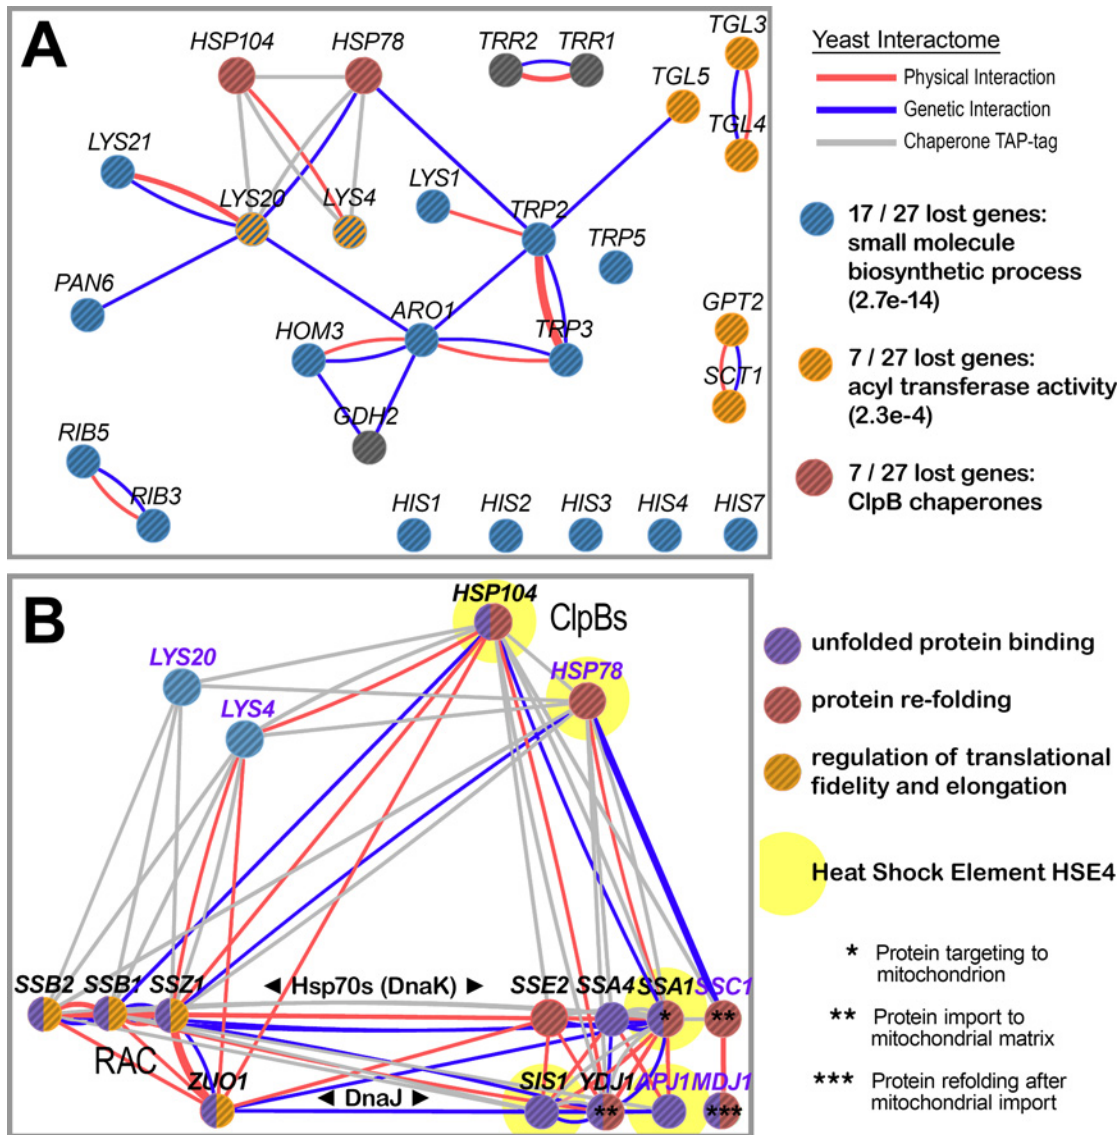 A
HSP104
HSP78
TRR2
TRR1
TGL3
TGL5
TGL4
LYS21
LYS20
LYS4
LYS1
TRP2
TRP5
PAN6
HOM3
ARO1
TRP3
GPT2
SCT1
GDH2
RIB5
RIB3
HIS1
HIS2
HIS3
HIS4
HIS7
Yeast Interactome
Physical Interaction
Genetic Interaction
Chaperone TAP-tag
17 / 27 lost genes:
small molecule
biosynthetic process
(2.7e-14)
7 / 27 lost genes:
acyl transferase activity
(2.3e-4)
7 / 27 lost genes:
ClpB chaperones
B
HSP104
ClpBs
LYS20
HSP78
LYS4
SSB2
SSB1
SSZ1
◄ Hsp70s (DnaK) ►
SSE2
SSA4
SSA1
SSC1
*
**
RAC
ZUO1
◄ DnaJ ►
SIS1
YDJ1
APJ1
MDJ1
**
***
unfolded protein binding
protein re-folding
regulation of translational
fidelity and elongation
Heat Shock Element HSE4
* Protein targeting to
mitochondrion
** Protein import to
mitochondrial matrix
*** Protein refolding after
mitochondrial import